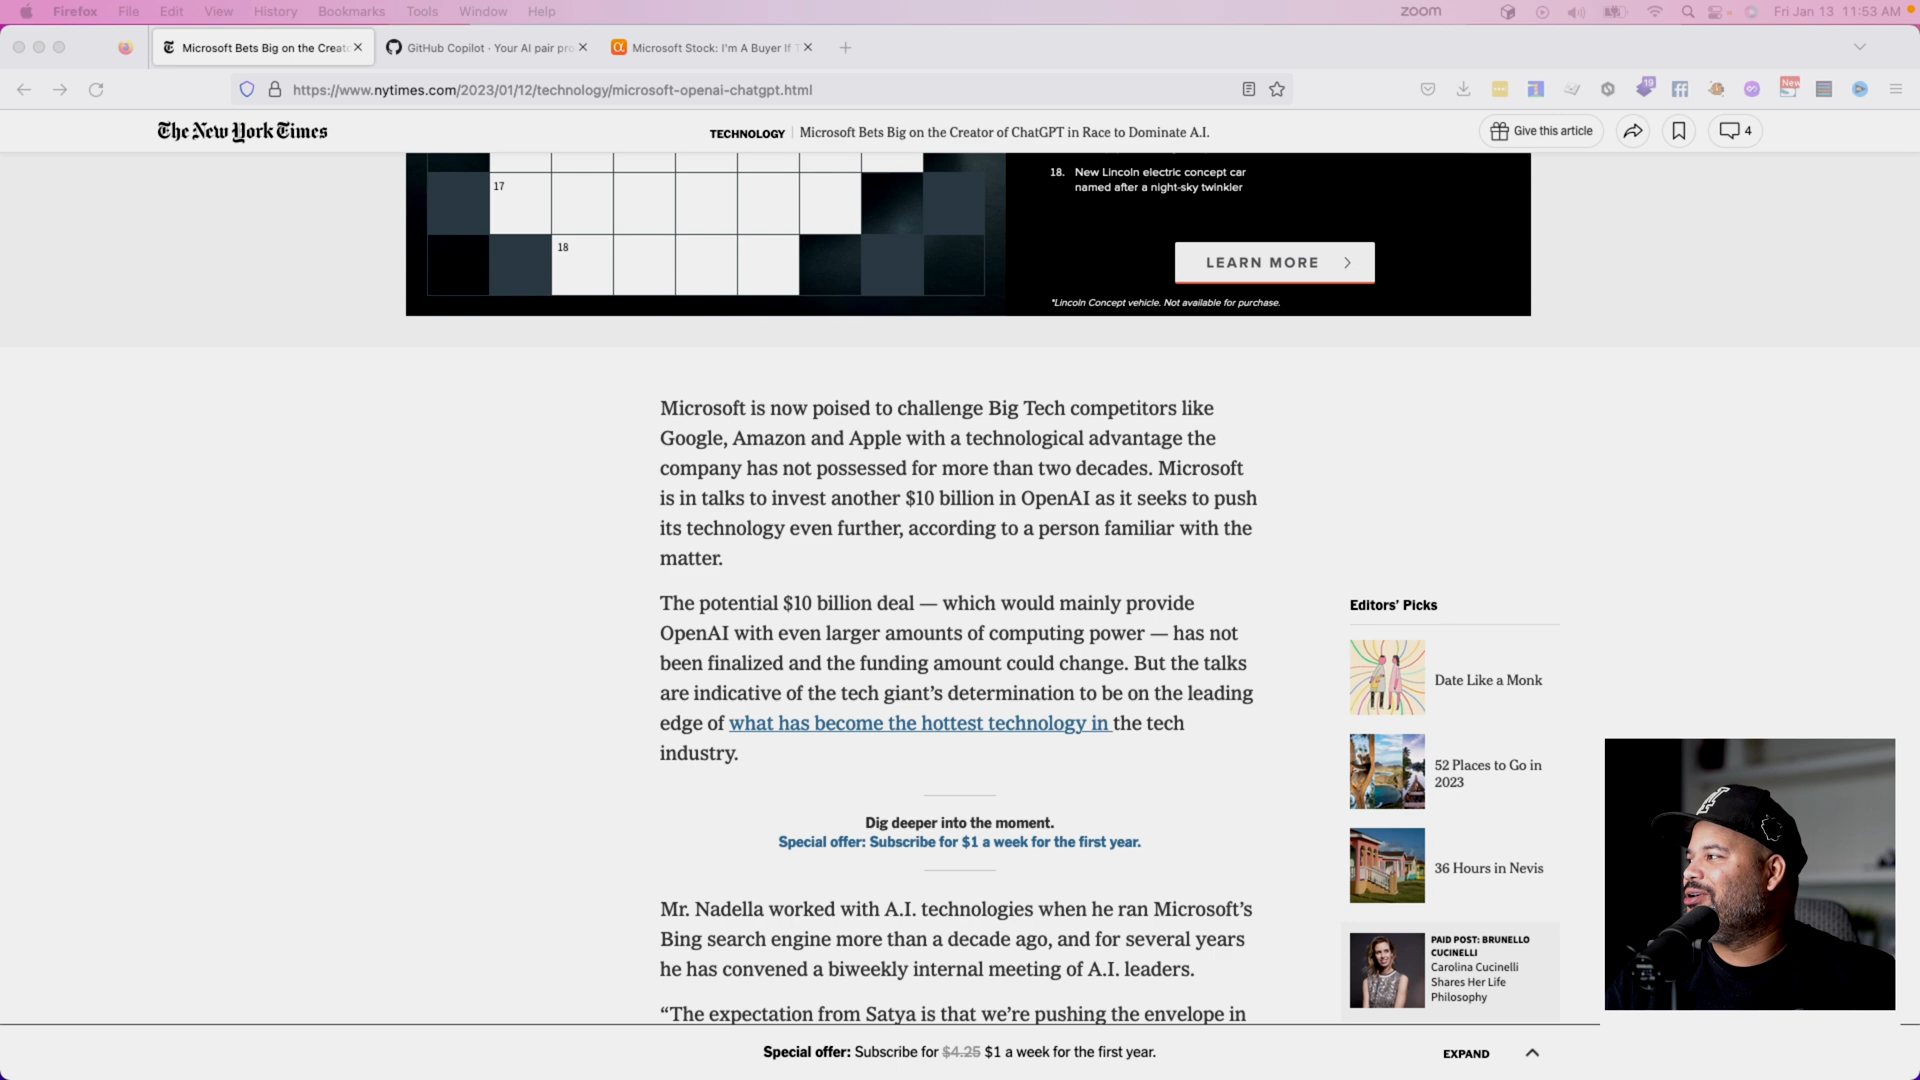 Firefox File Edit View History Bookmarks Tools Window Help
zoom
Fri Jan 13 11:53 AM
Microsoft Bets Big on the Creat
GitHub Copilot · Your AI pair pro
Microsoft Stock: I'm A Buyer If T
https://www.nytimes.com/2023/01/12/technology/microsoft-openai-chatgpt.html
19
New
The New York Times
TECHNOLOGY
Microsoft Bets Big on the Creator of ChatGPT in Race to Dominate A.I.
Give this article
4
17
18
18. New Lincoln electric concept car
named after a night-sky twinkler
LEARN MORE
*Lincoln Concept vehicle. Not available for purchase.
Microsoft is now poised to challenge Big Tech competitors like
Google, Amazon and Apple with a technological advantage the
company has not possessed for more than two decades. Microsoft
is in talks to invest another $10 billion in OpenAI as it seeks to push
its technology even further, according to a person familiar with the
matter.
The potential $10 billion deal — which would mainly provide
OpenAI with even larger amounts of computing power — has not
been finalized and the funding amount could change. But the talks
are indicative of the tech giant’s determination to be on the leading
edge of what has become the hottest technology in the tech
industry.
Dig deeper into the moment.
Special offer: Subscribe for $1 a week for the first year.
Mr. Nadella worked with A.I. technologies when he ran Microsoft’s
Bing search engine more than a decade ago, and for several years
he has convened a biweekly internal meeting of A.I. leaders.
“The expectation from Satya is that we’re pushing the envelope in
Editors’ Picks
Date Like a Monk
52 Places to Go in
2023
36 Hours in Nevis
PAID POST: BRUNELLO
CUCINELLI
Carolina Cucinelli
Shares Her Life
Philosophy
Special offer: Subscribe for $4.25 $1 a week for the first year.
EXPAND